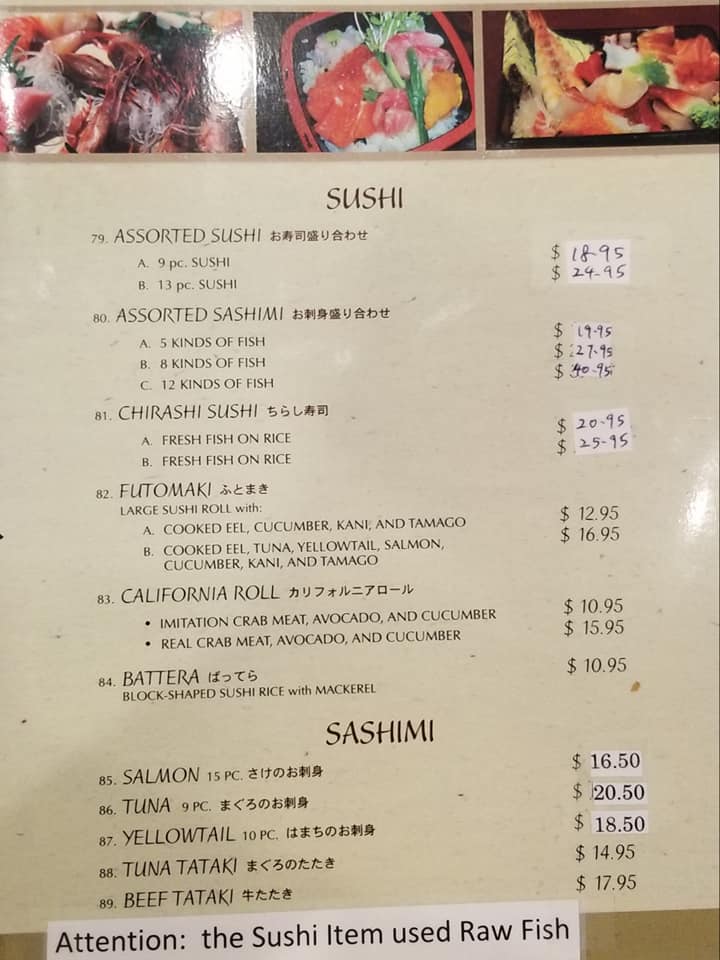 SUSHI
79. ASSORTED SUSHI お寿司盛り合わせ
A. 9 pc. SUSHI $ 18-95
B. 13 pc. SUSHI $ 24-95
80. ASSORTED SASHIMI お刺身盛り合わせ
A. 5 KINDS OF FISH $ 19-95
B. 8 KINDS OF FISH $ 27-95
C. 12 KINDS OF FISH $ 40-95
81. CHIRASHI SUSHI ちらし寿司
A. FRESH FISH ON RICE $ 20-95
B. FRESH FISH ON RICE $ 25-95
82. FUTOMAKI ふとまき
LARGE SUSHI ROLL with:
A. COOKED EEL, CUCUMBER, KANI, AND TAMAGO $ 12.95
B. COOKED EEL, TUNA, YELLOWTAIL, SALMON, $ 16.95
CUCUMBER, KANI, AND TAMAGO
83. CALIFORNIA ROLL カリフォルニアロール
• IMITATION CRAB MEAT, AVOCADO, AND CUCUMBER $ 10.95
• REAL CRAB MEAT, AVOCADO, AND CUCUMBER $ 15.95
84. BATTERA ばってら $ 10.95
BLOCK-SHAPED SUSHI RICE with MACKEREL
SASHIMI
85. SALMON 15 PC. さけのお刺身 $ 16.50
86. TUNA 9 PC. まぐろのお刺身 $ 20.50
87. YELLOWTAIL 10 PC. はまちのお刺身 $ 18.50
88. TUNA TATAKI まぐろのたたき $ 14.95
89. BEEF TATAKI 牛たたき $ 17.95
Attention: the Sushi Item used Raw Fish